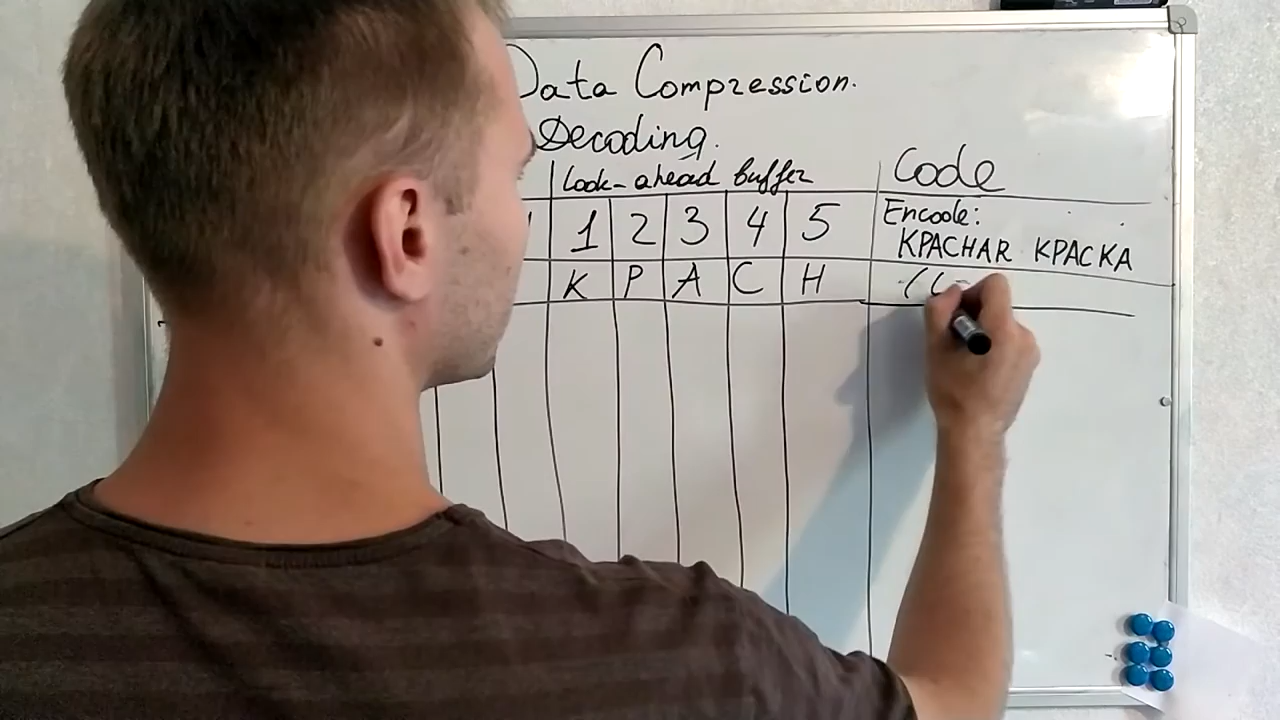 Data Compression.
Decoding.
Look-ahead buffer
Code
1 2 3 4 5
Encode:
КРАСНАЯ КРАСКА
К Р А С Н